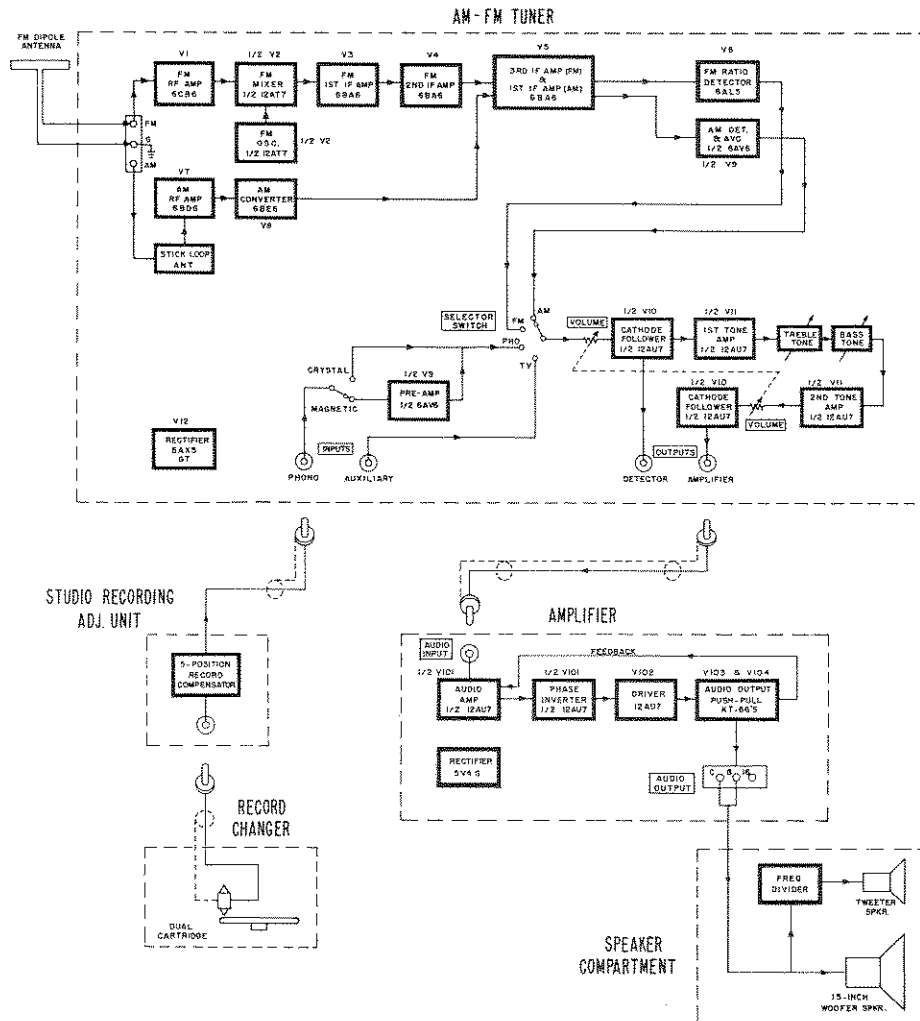 AM-FM TUNER
FM DIPOLE
ANTENNA
V1
FM
RF AMP
6CB6
1/2 V2
FM
MIXER
1/2 12AT7
V3
FM
1ST IF AMP
6BA6
V4
FM
2ND IF AMP
6BA6
V5
3RD IF AMP (FM)
&
1ST IF AMP (AM)
6BA6
V6
FM RATIO
DETECTOR
6AL5
FM
OSC.
1/2 12AT7
1/2 V2
AM DET.
& AVC
1/2 6AV6
1/2 V9
FM
G
AM
V7
AM
RF AMP
6BD6
AM
CONVERTER
6BE6
V8
STICK LOOP
ANT
SELECTOR
SWITCH
FM
AM
PHO
TV
VOLUME
1/2 V10
CATHODE
FOLLOWER
1/2 12AU7
1/2 V11
1ST TONE
AMP
1/2 12AU7
TREBLE
TONE
BASS
TONE
CRYSTAL
MAGNETIC
1/2 V9
PRE-AMP
1/2 6AV6
1/2 V10
CATHODE
FOLLOWER
1/2 12AU7
VOLUME
1/2 V11
2ND TONE
AMP
1/2 12AU7
V12
RECTIFIER
5AX5
GT
INPUTS
PHONO
AUXILIARY
OUTPUTS
DETECTOR
AMPLIFIER
STUDIO RECORDING
ADJ. UNIT
5-POSITION
RECORD
COMPENSATOR
AMPLIFIER
AUDIO
INPUT
FEEDBACK
1/2 V101
AUDIO
AMP
1/2 12AU7
1/2 V101
PHASE
INVERTER
1/2 12AU7
V102
DRIVER
12AU7
V103 & V104
AUDIO OUTPUT
PUSH-PULL
KT-66'S
RECTIFIER
5V4G
AUDIO
OUTPUT
C 8 16
RECORD
CHANGER
DUAL
CARTRIDGE
SPEAKER
COMPARTMENT
FREQ
DIVIDER
TWEETER
SPKR.
15-INCH
WOOFER SPKR.